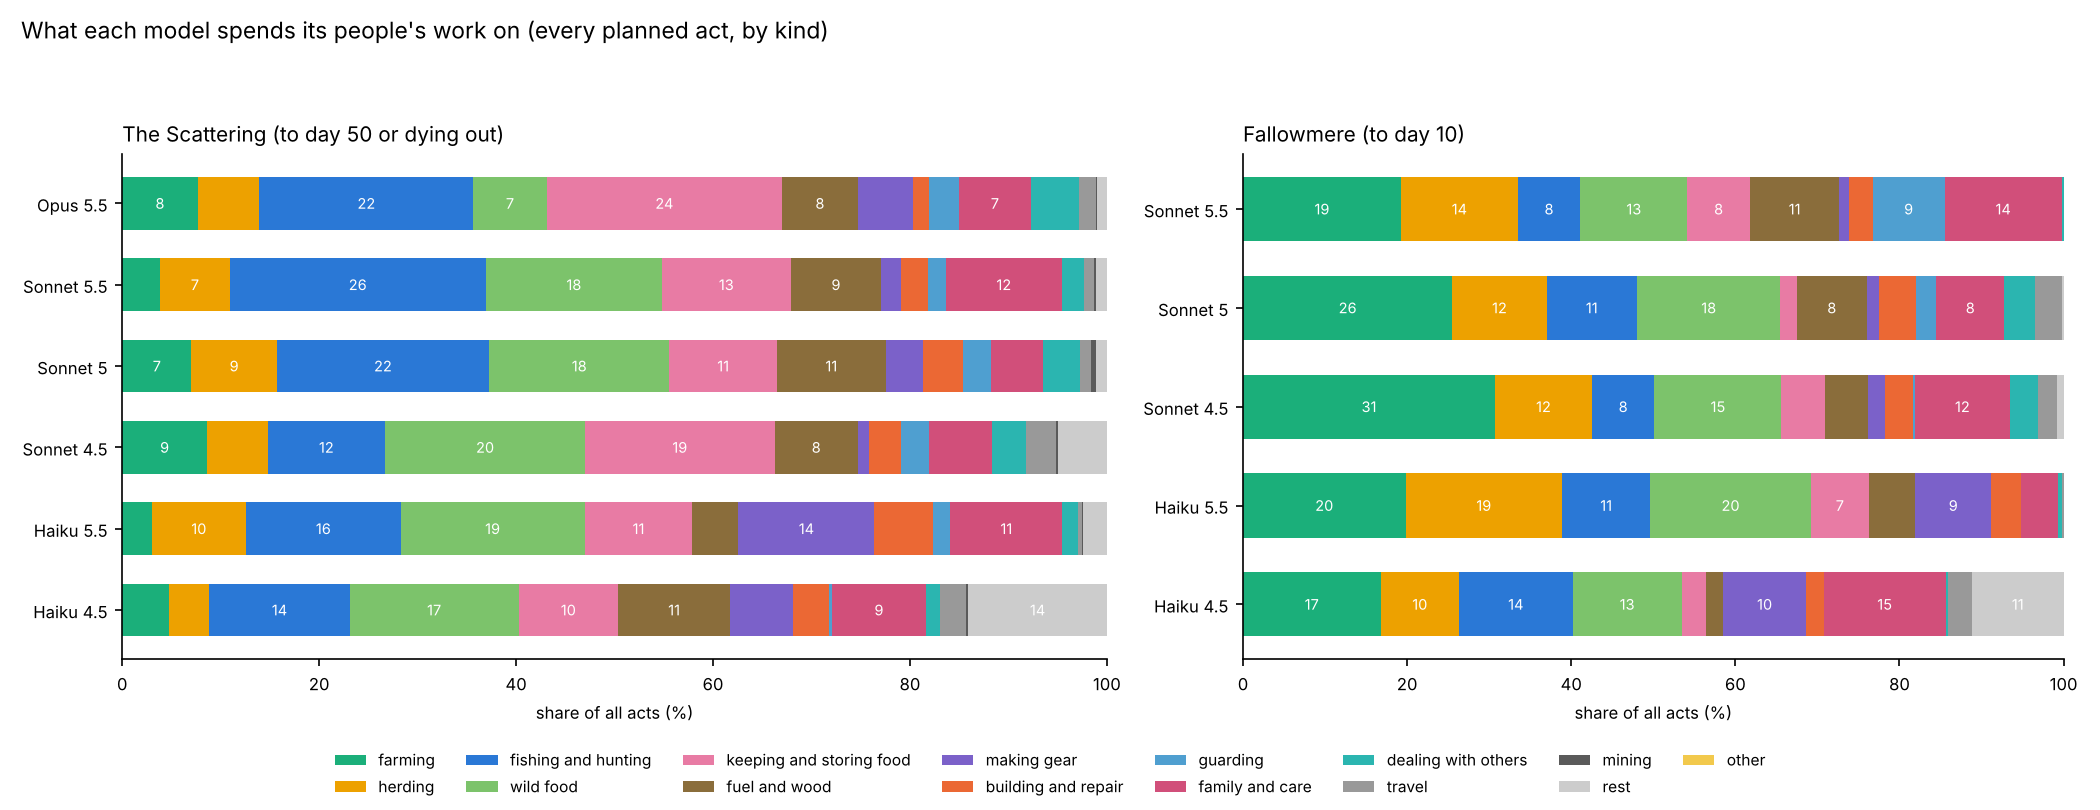 What each model spends its people's work on (every planned act, by kind)
The Scattering (to day 50 or dying out)
Opus 5.5
8 22 7 24 8 7
Sonnet 5.5
7 26 18 13 9 12
Sonnet 5
7 9 22 18 11 11
Sonnet 4.5
9 12 20 19 8
Haiku 5.5
10 16 19 11 14 11
Haiku 4.5
14 17 10 11 9 14
0 20 40 60 80 100
share of all acts (%)
Fallowmere (to day 10)
Sonnet 5.5
19 14 8 13 8 11 9 14
Sonnet 5
26 12 11 18 8 8
Sonnet 4.5
31 12 8 15 12
Haiku 5.5
20 19 11 20 7 9
Haiku 4.5
17 10 14 13 10 15 11
0 20 40 60 80 100
share of all acts (%)
farming fishing and hunting keeping and storing food making gear guarding dealing with others mining other
herding wild food fuel and wood building and repair family and care travel rest